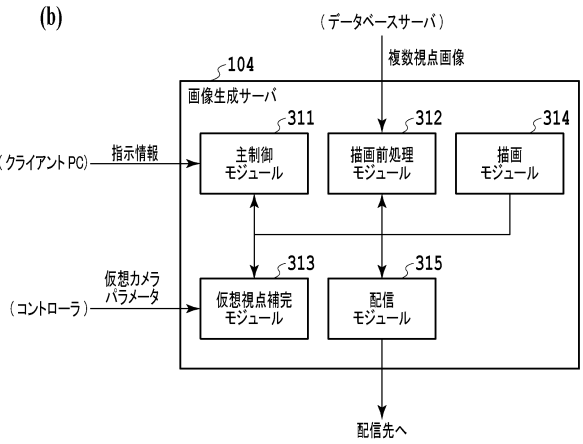 (b)
(データベースサーバ)
複数視点画像
104
画像生成サーバ
311
312
314
(クライアントPC)
指示情報
主制御
モジュール
描画前処理
モジュール
描画
モジュール
313
315
仮想カメラ
パラメータ
(コントローラ)
仮想視点補完
モジュール
配信
モジュール
配信先へ